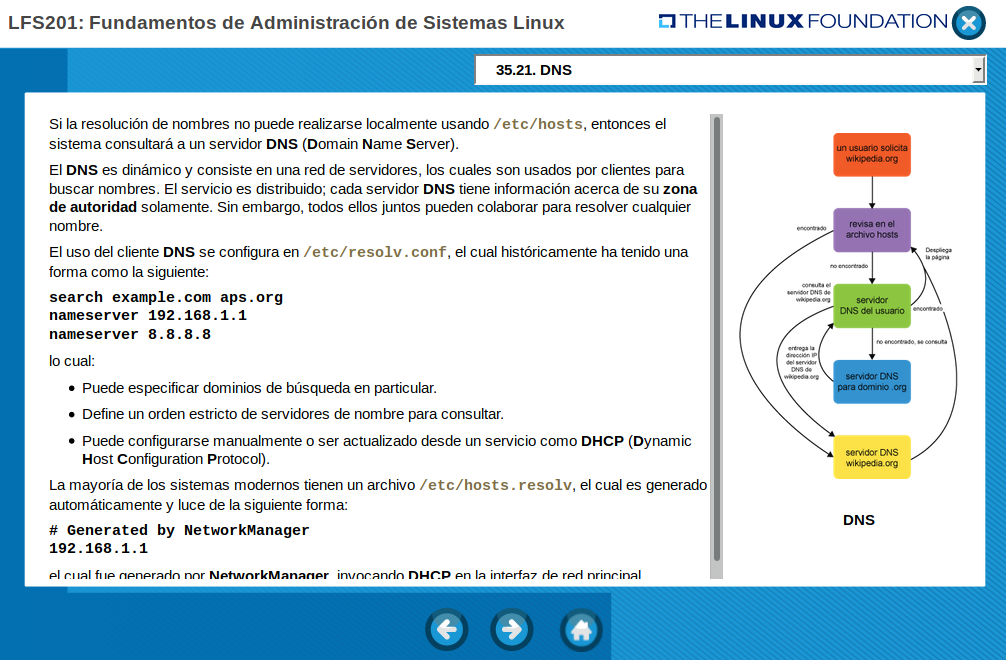 LFS201: Fundamentos de Administración de Sistemas Linux
THE LINUX FOUNDATION
35.21. DNS
Si la resolución de nombres no puede realizarse localmente usando /etc/hosts, entonces el
sistema consultará a un servidor DNS (Domain Name Server).
El DNS es dinámico y consiste en una red de servidores, los cuales son usados por clientes para
buscar nombres. El servicio es distribuido; cada servidor DNS tiene información acerca de su zona
de autoridad solamente. Sin embargo, todos ellos juntos pueden colaborar para resolver cualquier
nombre.
El uso del cliente DNS se configura en /etc/resolv.conf, el cual históricamente ha tenido una
forma como la siguiente:
search example.com aps.org
nameserver 192.168.1.1
nameserver 8.8.8.8
lo cual:
• Puede especificar dominios de búsqueda en particular.
• Define un orden estricto de servidores de nombre para consultar.
• Puede configurarse manualmente o ser actualizado desde un servicio como DHCP (Dynamic
Host Configuration Protocol).
La mayoría de los sistemas modernos tienen un archivo /etc/hosts.resolv, el cual es generado
automáticamente y luce de la siguiente forma:
# Generated by NetworkManager
192.168.1.1
el cual fue generado por NetworkManager, invocando DHCP en la interfaz de red principal.
un usuario solicita
wikipedia.org
revisa en el
archivo hosts
encontrado
Despliega
la página
no encontrado
consulta el
servidor DNS de
wikipedia.org
servidor
DNS del usuario
encontrado
no encontrado, se consulta
entrega la
dirección IP
del servidor
DNS de
wikipedia.org
servidor DNS
para dominio .org
servidor DNS
wikipedia.org
DNS